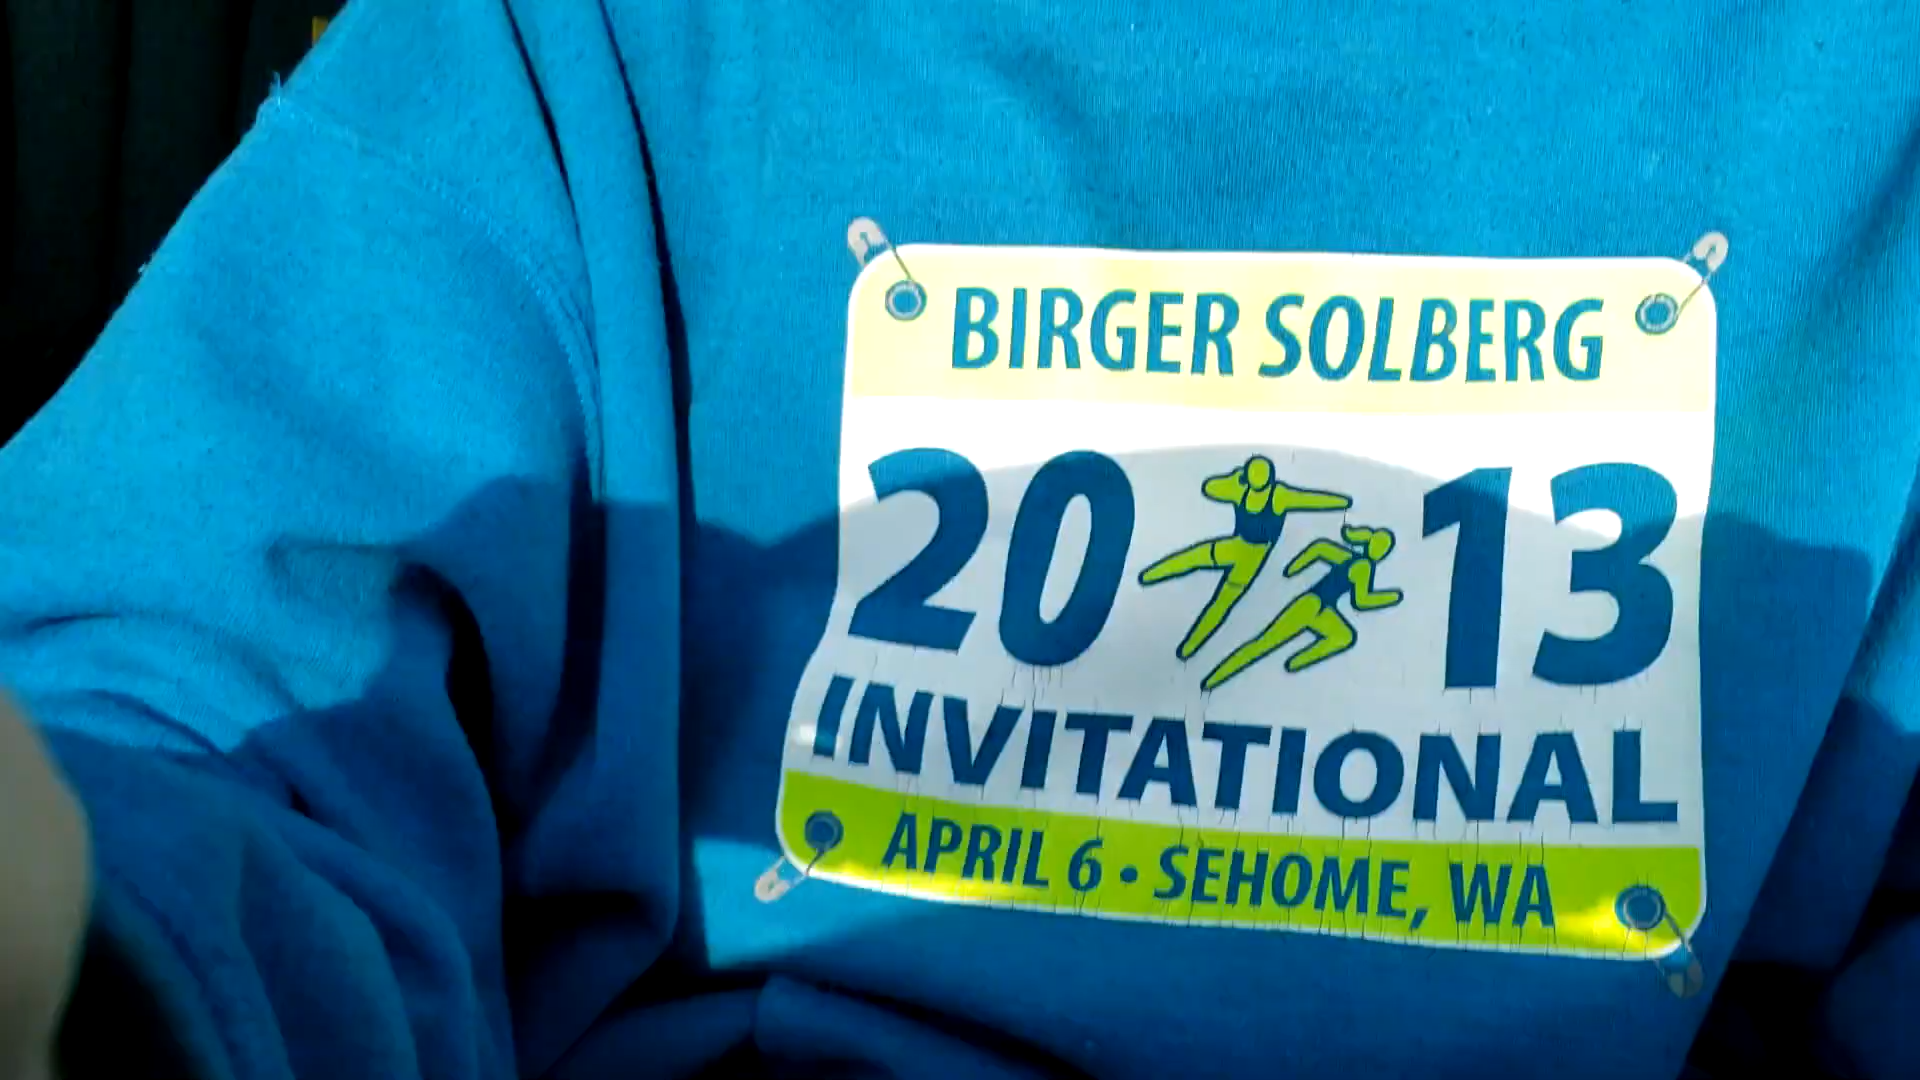 BIRGER SOLBERG
2013
INVITATIONAL
APRIL 6 • SEHOME, WA